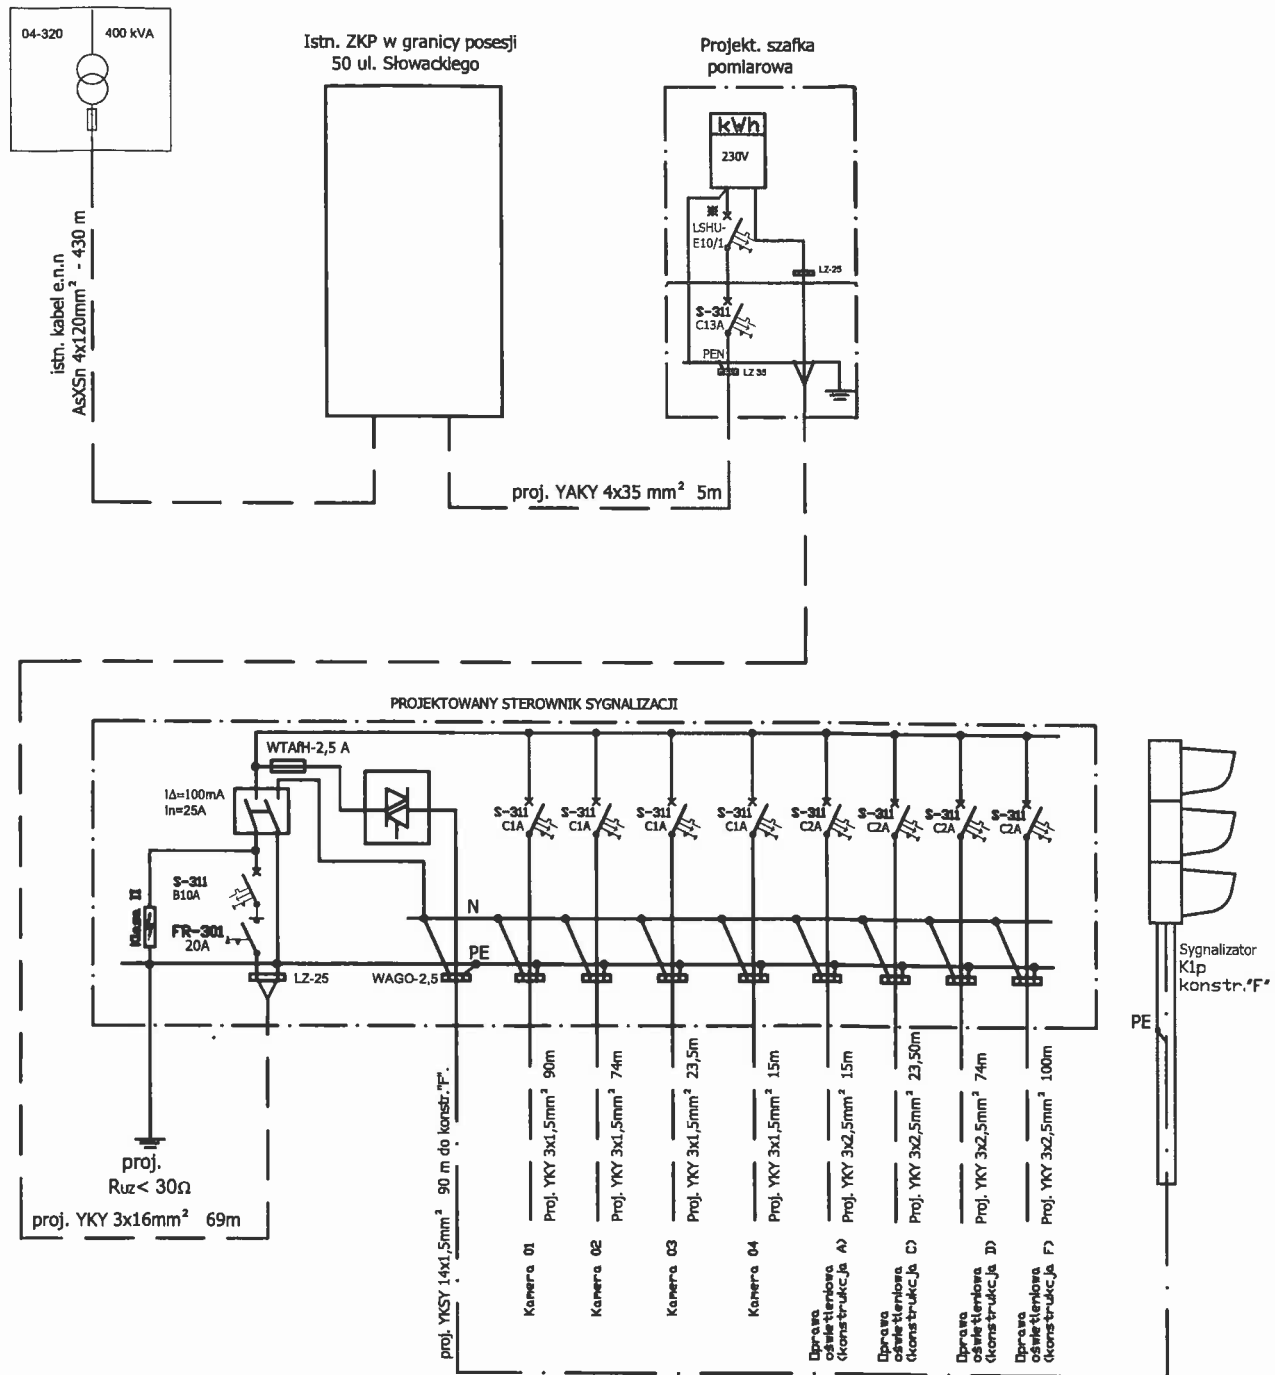 04-320 400 kVA
Istn. ZKP w granicy posesji
50 ul. Słowackiego
Projekt. szafka
pomiarowa
kWh
230V
LSHU-
E10/1
LZ-25
S-311
C13A
PEN
LZ 35
istn. kabel e.n.n
AsXSn 4x120mm² - 430 m
proj. YAKY 4x35 mm² 5m
PROJEKTOWANY STEROWNIK SYGNALIZACJI
WTAfH-2,5 A
IΔ=100mA
In=25A
S-311
C1A
S-311
C1A
S-311
C1A
S-311
C1A
S-311
C2A
S-311
C2A
S-311
C2A
S-311
C2A
S-311
B10A
Klasa II
FR-301
20A
N
PE
LZ-25
WAGO-2,5
Sygnalizator
K1p
konstr."F"
PE
proj.
Ruz< 30Ω
proj. YKY 3x16mm² 69m
proj. YKSY 14x1,5mm² 90 m do konstr."F".
Proj. YKY 3x1,5mm² 90m
Proj. YKY 3x1,5mm² 74m
Proj. YKY 3x1,5mm² 23,5m
Proj. YKY 3x1,5mm² 15m
Proj. YKY 3x2,5mm² 15m
Proj. YKY 3x2,5mm² 23,50m
Proj. YKY 3x2,5mm² 74m
Proj. YKY 3x2,5mm² 100m
Kamera 01
Kamera 02
Kamera 03
Kamera 04
Oprawa
oświetleniowa
(konstrukcja A)
Oprawa
oświetleniowa
(konstrukcja C)
Oprawa
oświetleniowa
(konstrukcja D)
Oprawa
oświetleniowa
(konstrukcja F)